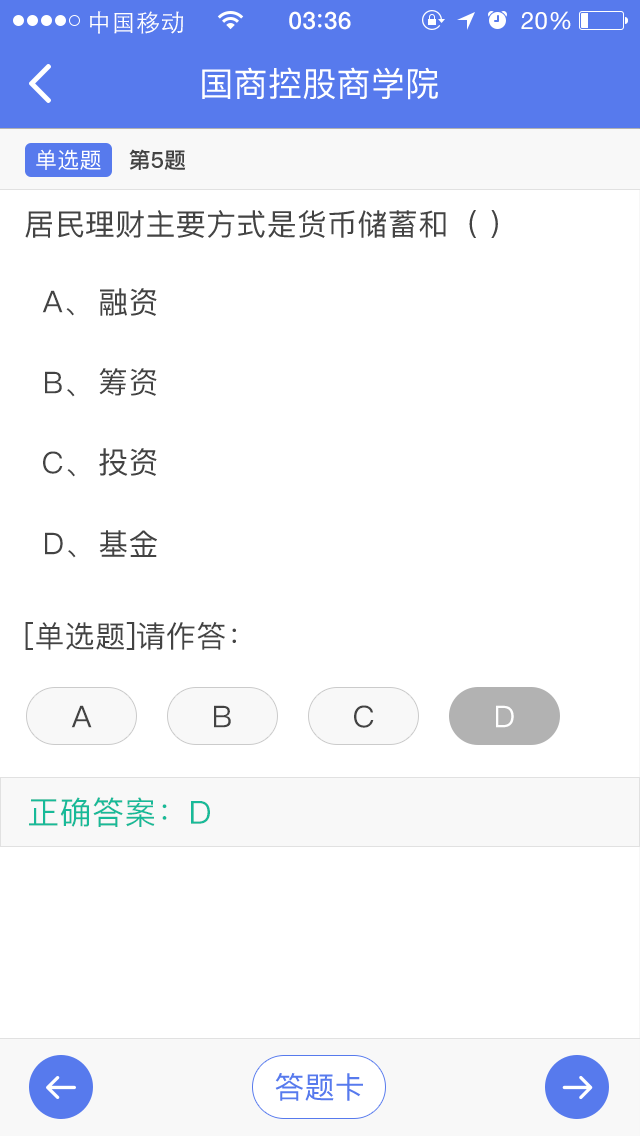 中国移动 03:36 20%
国商控股商学院
单选题 第5题
居民理财主要方式是货币储蓄和（ ）
A、 融资
B、 筹资
C、 投资
D、 基金
[单选题]请作答：
A B C D
正确答案： D
答题卡